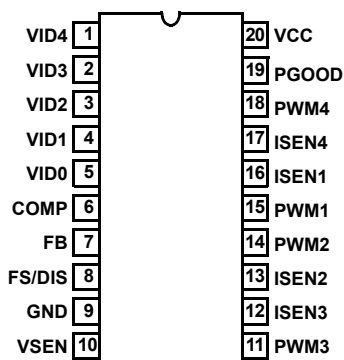 VID4 1 20 VCC
VID3 2 19 PGOOD
VID2 3 18 PWM4
VID1 4 17 ISEN4
VID0 5 16 ISEN1
COMP 6 15 PWM1
FB 7 14 PWM2
FS/DIS 8 13 ISEN2
GND 9 12 ISEN3
VSEN 10 11 PWM3